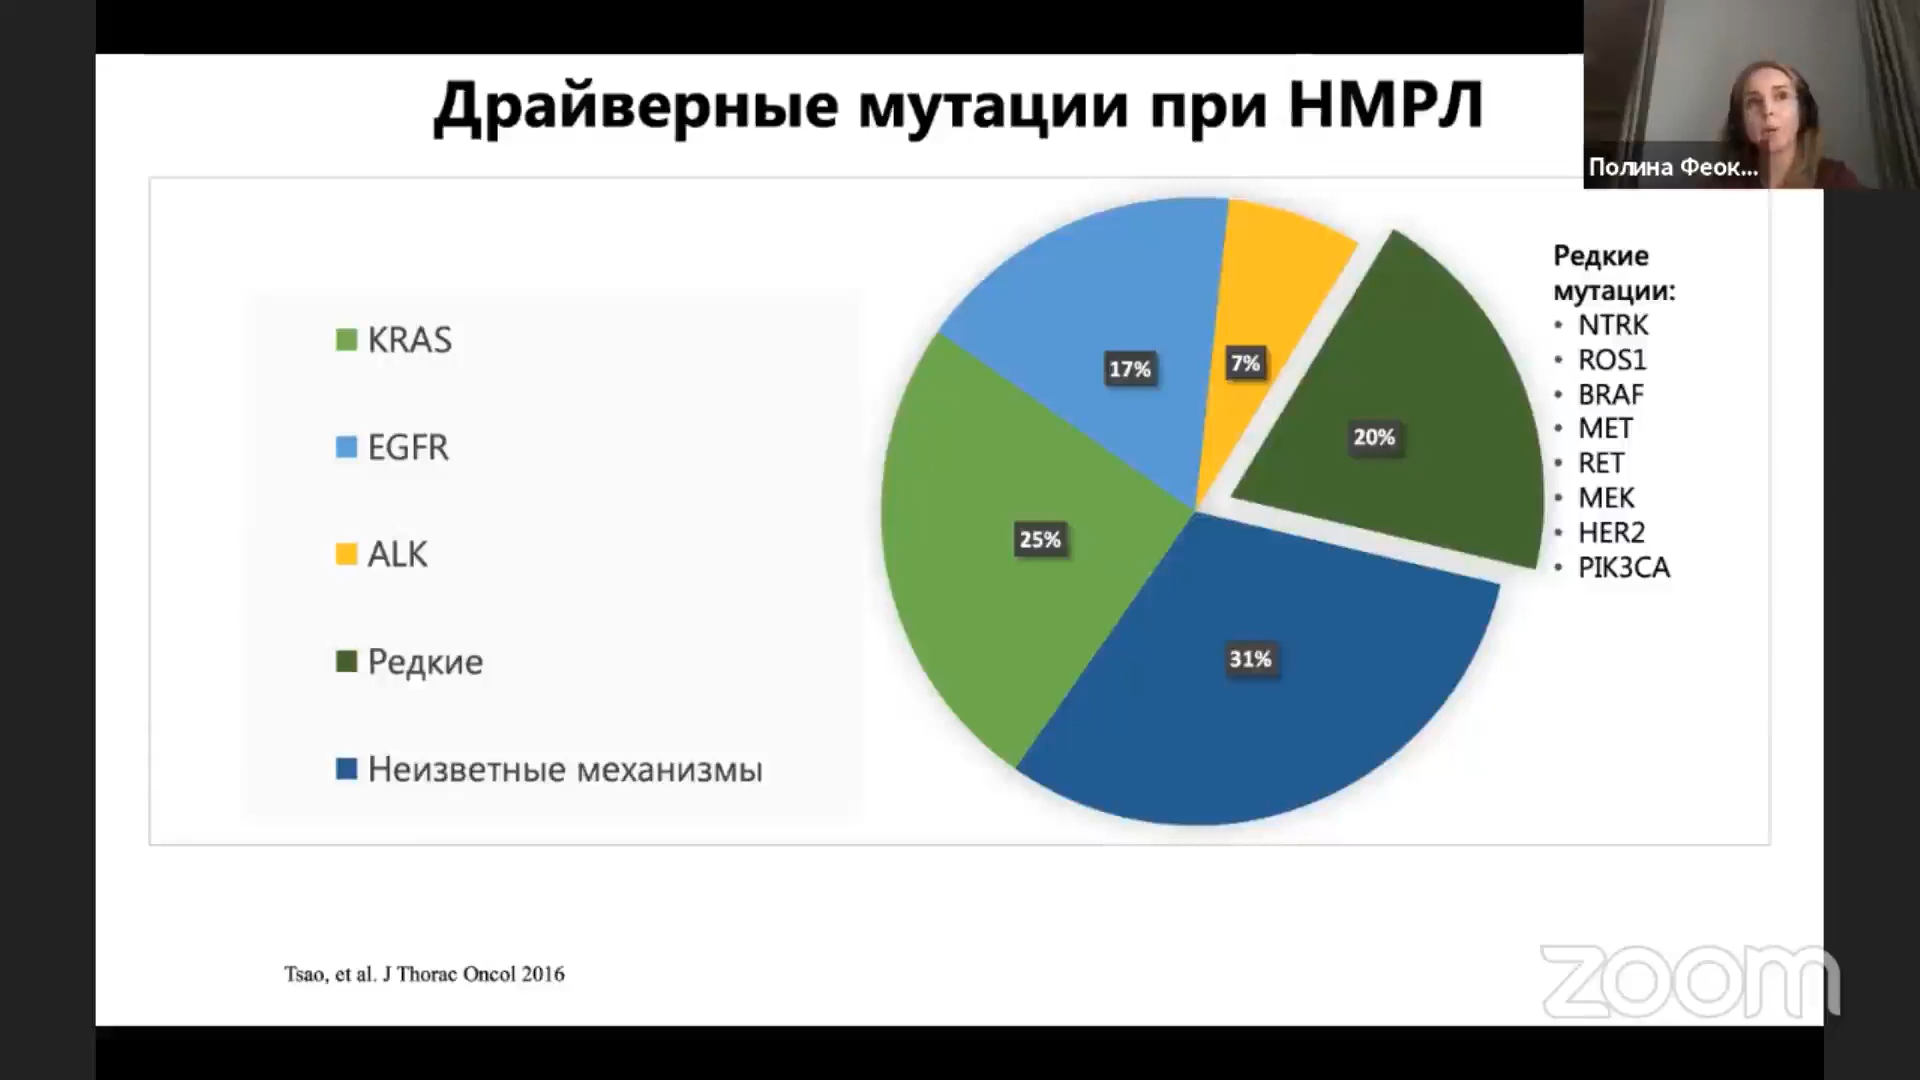 Драйверные мутации при НМРЛ
Полина Феок...
KRAS
EGFR
ALK
Редкие
Неизветные механизмы
17%
7%
20%
25%
31%
Редкие
мутации:
• NTRK
• ROS1
• BRAF
• MET
• RET
• MEK
• HER2
• PIK3CA
Tsao, et al. J Thorac Oncol 2016
zoom